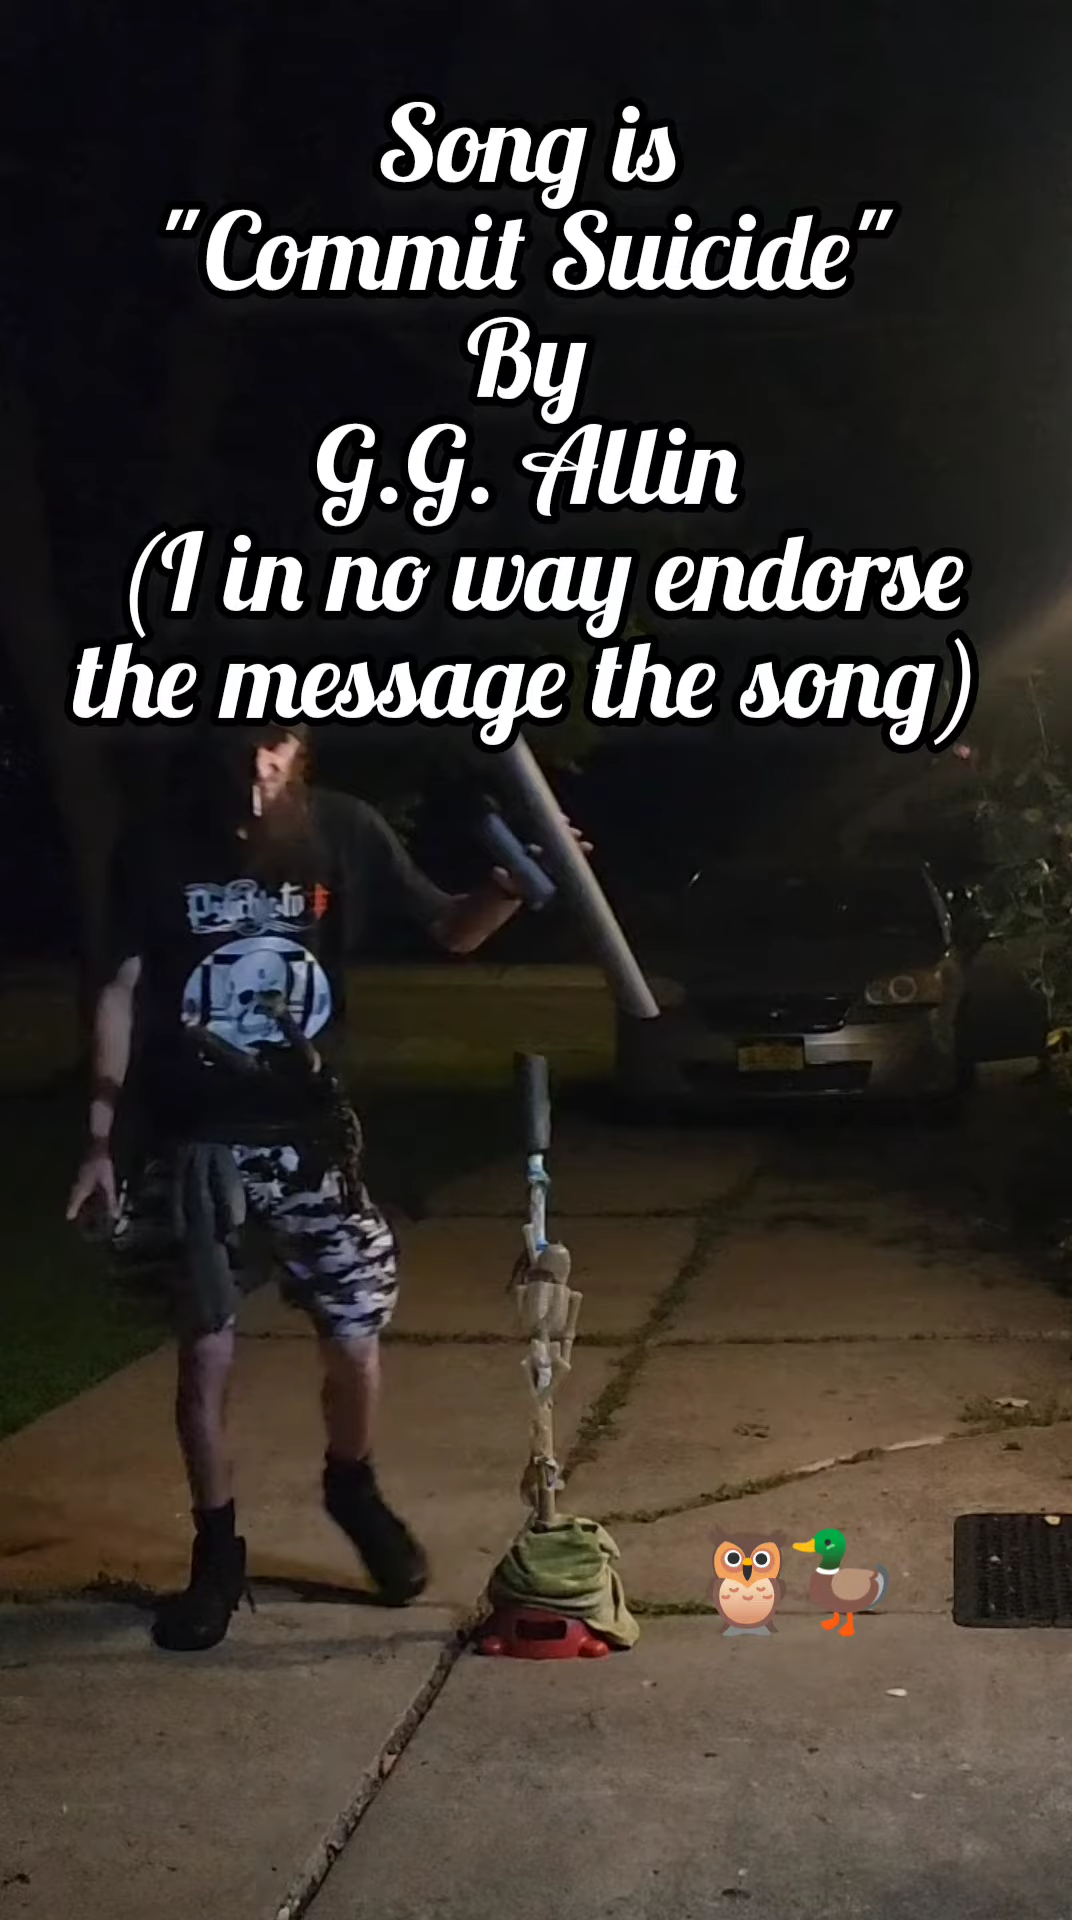 Song is
"Commit Suicide"
By
G.G. Allin
(I in no way endorse
the message the song)